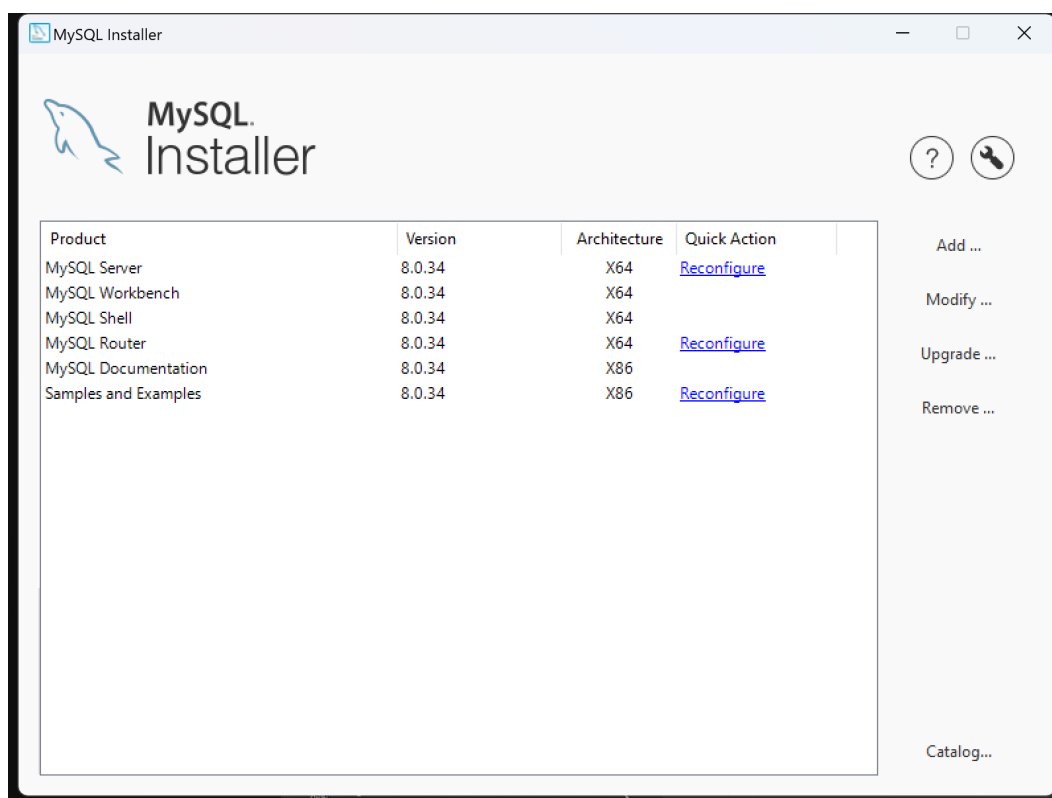 MySQL Installer
MySQL.
Installer
?
Product Version Architecture Quick Action
MySQL Server 8.0.34 X64 Reconfigure
MySQL Workbench 8.0.34 X64
MySQL Shell 8.0.34 X64
MySQL Router 8.0.34 X64 Reconfigure
MySQL Documentation 8.0.34 X86
Samples and Examples 8.0.34 X86 Reconfigure
Add ...
Modify ...
Upgrade ...
Remove ...
Catalog...